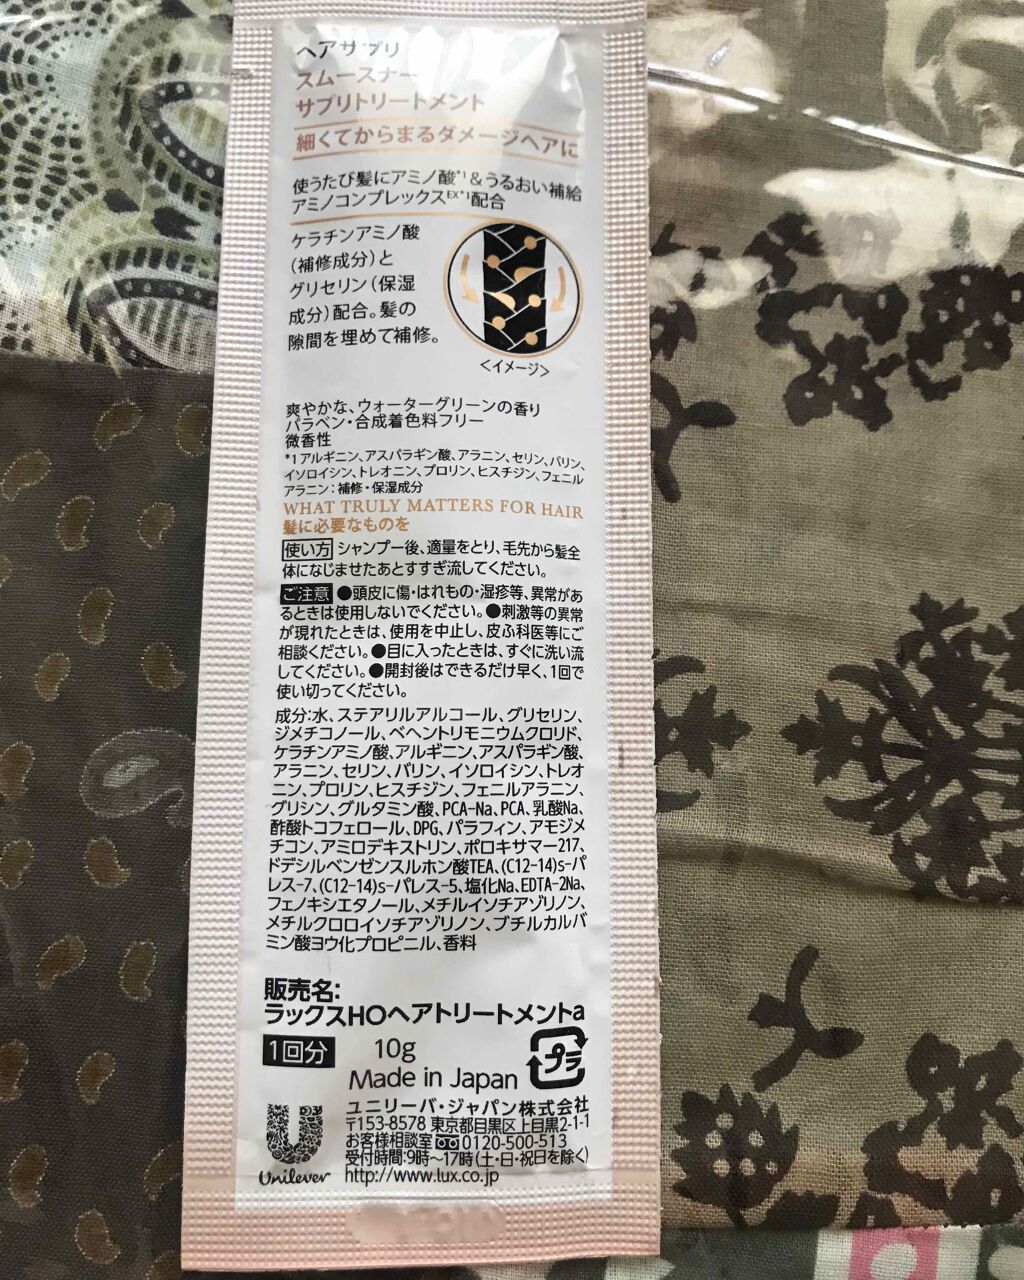 ヘアサプリ
スムースナー
サプリトリートメント
細くてからまるダメージヘアに
使うたび髪にアミノ酸*1&うるおい補給
アミノコンプレックスEX*1配合
ケラチンアミノ酸
(補修成分)と
グリセリン(保湿
成分)配合。髪の
隙間を埋めて補修。
<イメージ>
爽やかな、ウォーターグリーンの香り
パラベン・合成着色料フリー
微香性
*1アルギニン、アスパラギン酸、アラニン、セリン、バリン、
イソロイシン、トレオニン、プロリン、ヒスチジン、フェニル
アラニン:補修・保湿成分
WHAT TRULY MATTERS FOR HAIR
髪に必要なものを
使い方 シャンプー後、適量をとり、毛先から髪全
体になじませたあとすすぎ流してください。
ご注意 ●頭皮に傷・はれもの・湿疹等、異常があ
るときは使用しないでください。●刺激等の異常
が現れたときは、使用を中止し、皮ふ科医等にご
相談ください。●目に入ったときは、すぐに洗い流
してください。●開封後はできるだけ早く、1回で
使い切ってください。
成分:水、ステアリルアルコール、グリセリン、
ジメチコノール、ベヘントリモニウムクロリド、
ケラチンアミノ酸、アルギニン、アスパラギン酸、
アラニン、セリン、バリン、イソロイシン、トレオ
ニン、プロリン、ヒスチジン、フェニルアラニン、
グリシン、グルタミン酸、PCA-Na、PCA、乳酸Na、
酢酸トコフェロール、DPG、パラフィン、アモジメ
チコン、アミロデキストリン、ポロキサマー217、
ドデシルベンゼンスルホン酸TEA、(C12-14)s-パ
レス-7、(C12-14)s-パレス-5、塩化Na、EDTA-2Na、
フェノキシエタノール、メチルイソチアゾリノン、
メチルクロロイソチアゾリノン、ブチルカルバ
ミン酸ヨウ化プロピニル、香料
販売名:
ラックスHOヘアトリートメントa
1回分 10g
Made in Japan
プラ
ユニリーバ・ジャパン株式会社
〒153-8578 東京都目黒区上目黒2-1-1
お客様相談室 0120-500-513
受付時間:9時〜17時(土・日・祝日を除く)
Unilever http://www.lux.co.jp